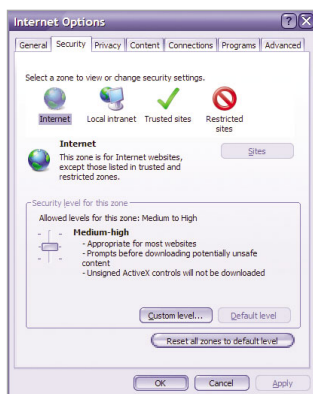 Internet Options
General Security Privacy Content Connections Programs Advanced
Select a zone to view or change security settings.
Internet Local intranet Trusted sites Restricted
sites
Internet
This zone is for Internet websites,
except those listed in trusted and
restricted zones.
Sites
Security level for this zone
Allowed levels for this zone: Medium to High
Medium-high
- Appropriate for most websites
- Prompts before downloading potentially unsafe
content
- Unsigned ActiveX controls will not be downloaded
Custom level... Default level
Reset all zones to default level
OK Cancel Apply